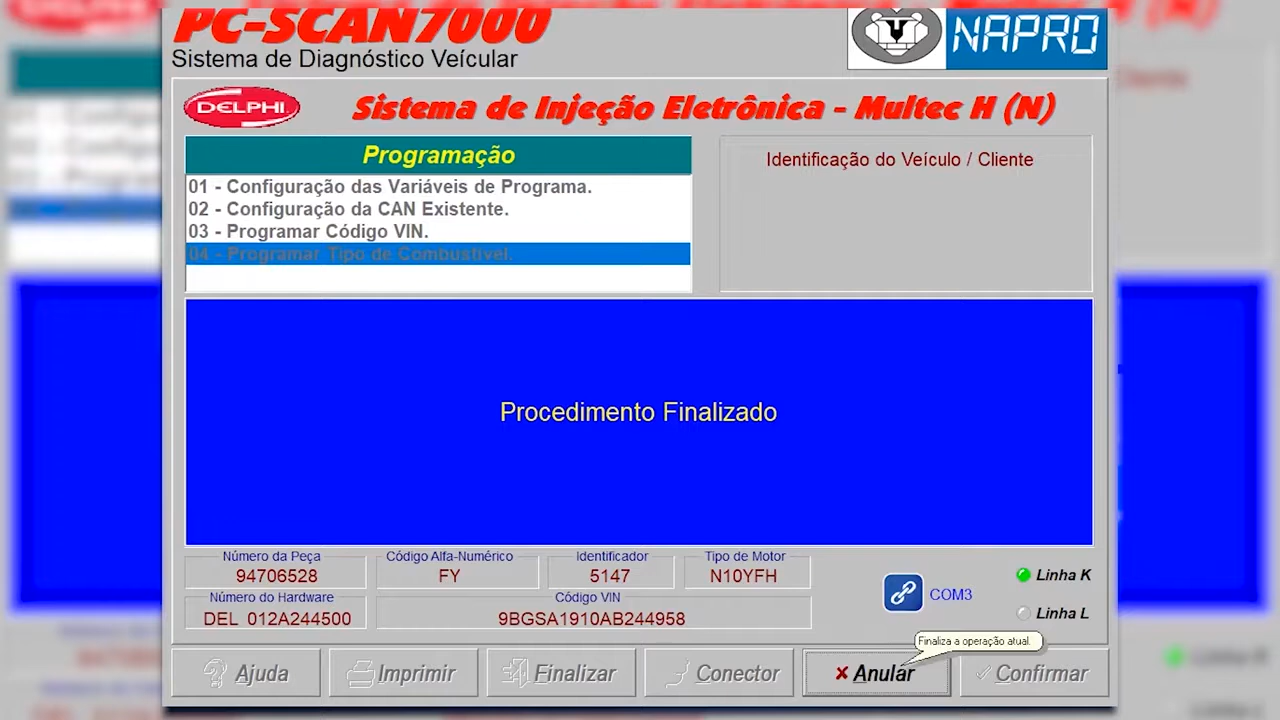 PC-SCAN7000
Sistema de Diagnóstico Veícular
NAPRO
DELPHI
Sistema de Injeção Eletrônica - Multec H (N)
Programação
Identificação do Veículo / Cliente
01 - Configuração das Variáveis de Programa.
02 - Configuração da CAN Existente.
03 - Programar Código VIN.
04 - Programar Tipo de Combustível.
Procedimento Finalizado
Número da Peça
Código Alfa-Numérico
Identificador
Tipo de Motor
94706528
FY
5147
N10YFH
Linha K
COM3
Número do Hardware
Código VIN
DEL 012A244500
9BGSA1910AB244958
Linha L
Finaliza a operação atual.
Ajuda
Imprimir
Finalizar
Conector
Anular
Confirmar